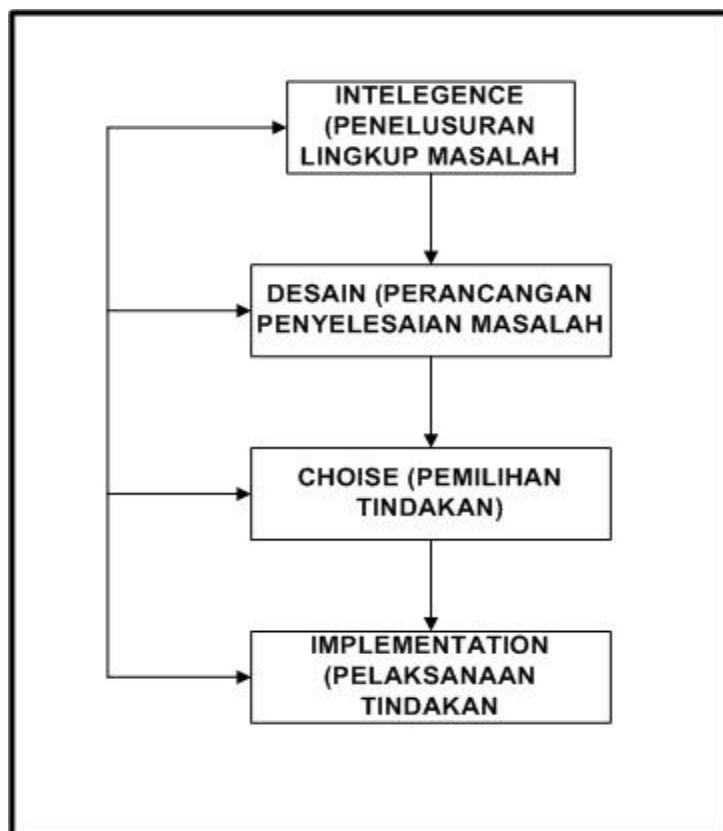 INTELEGENCE
(PENELUSURAN
LINGKUP MASALAH
DESAIN (PERANCANGAN
PENYELESAIAN MASALAH
CHOISE (PEMILIHAN
TINDAKAN)
IMPLEMENTATION
(PELAKSANAAN
TINDAKAN